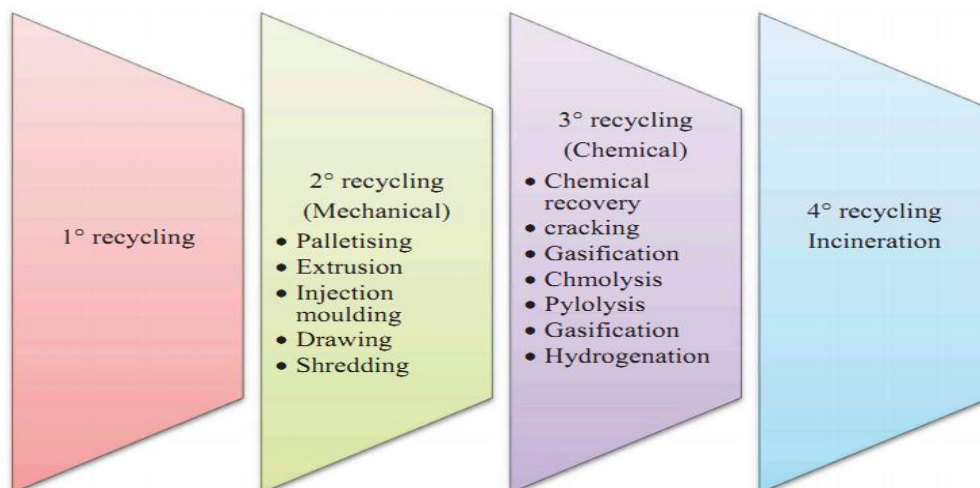 1° recycling
2° recycling
(Mechanical)
• Palletising
• Extrusion
• Injection
moulding
• Drawing
• Shredding
3° recycling
(Chemical)
• Chemical
recovery
• cracking
• Gasification
• Chmolysis
• Pylolysis
• Gasification
• Hydrogenation
4° recycling
Incineration